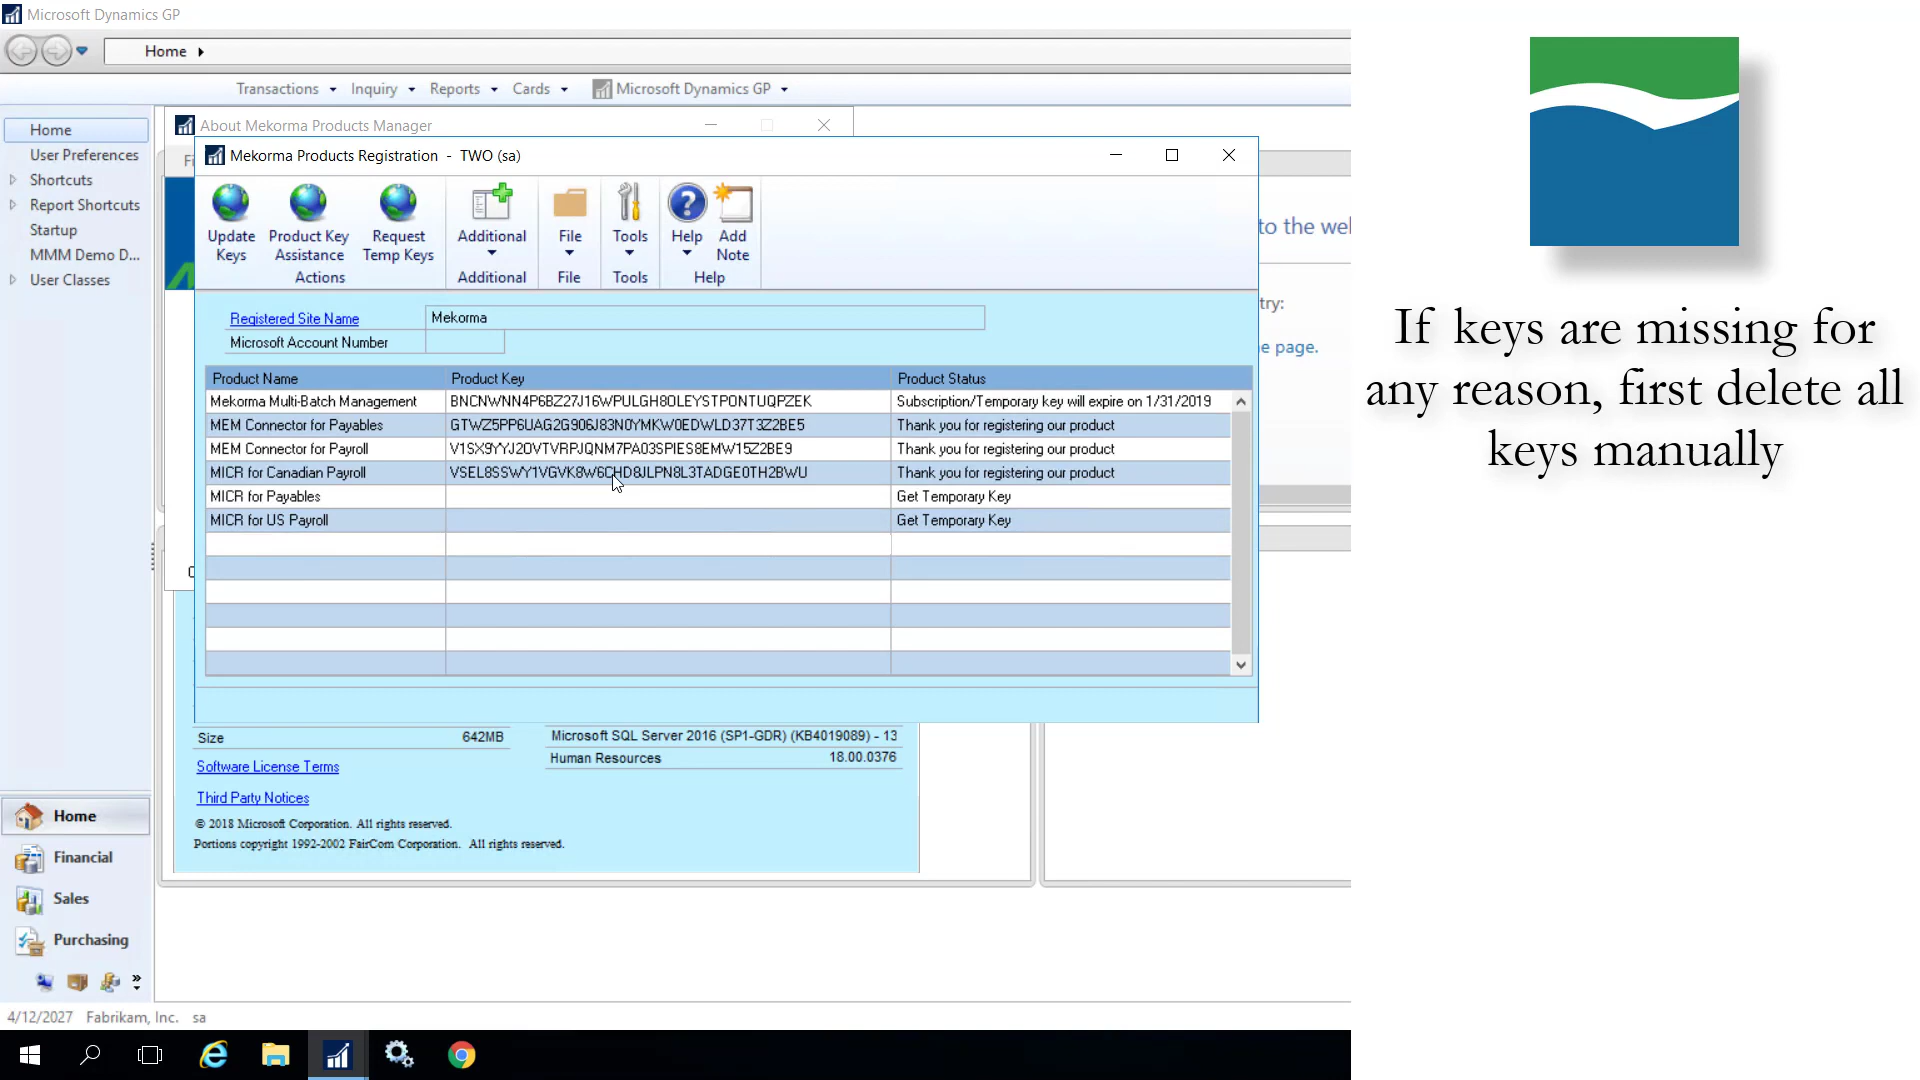 Microsoft Dynamics GP
Home
Transactions Inquiry Reports Cards Microsoft Dynamics GP
Home
User Preferences
Shortcuts
Report Shortcuts
Startup
MMM Demo D...
User Classes
About Mekorma Products Manager
Mekorma Products Registration - TWO (sa)
Update Keys
Product Key Assistance
Request Temp Keys
Actions
Additional
Additional
File
File
Tools
Tools
Help
Add Note
Help
to the wel
try:
e page.
Registered Site Name Mekorma
Microsoft Account Number
Product Name Product Key Product Status
Mekorma Multi-Batch Management BNCNWNN4P6BZ27J16WPULGH8OLEYSTPONTUQPZEK Subscription/Temporary key will expire on 1/31/2019
MEM Connector for Payables GTWZ5PP6UAG2G906J83N0YMKW0EDWLD37T3Z2BE5 Thank you for registering our product
MEM Connector for Payroll V1SX9YYJ2OVTVRPJQNM7PA03SPIES8EMW15Z2BE9 Thank you for registering our product
MICR for Canadian Payroll VSEL8SSWY1VGVK8W6CHD8JLPN8L3TADGE0TH2BWU Thank you for registering our product
MICR for Payables Get Temporary Key
MICR for US Payroll Get Temporary Key
Size 642MB
Microsoft SQL Server 2016 (SP1-GDR) (KB4019089) - 13
Human Resources 18.00.0376
Software License Terms
Third Party Notices
© 2018 Microsoft Corporation. All rights reserved.
Portions copyright 1992-2002 FairCom Corporation. All rights reserved.
Home
Financial
Sales
Purchasing
4/12/2027 Fabrikam, Inc. sa
If keys are missing for
any reason, first delete all
keys manually